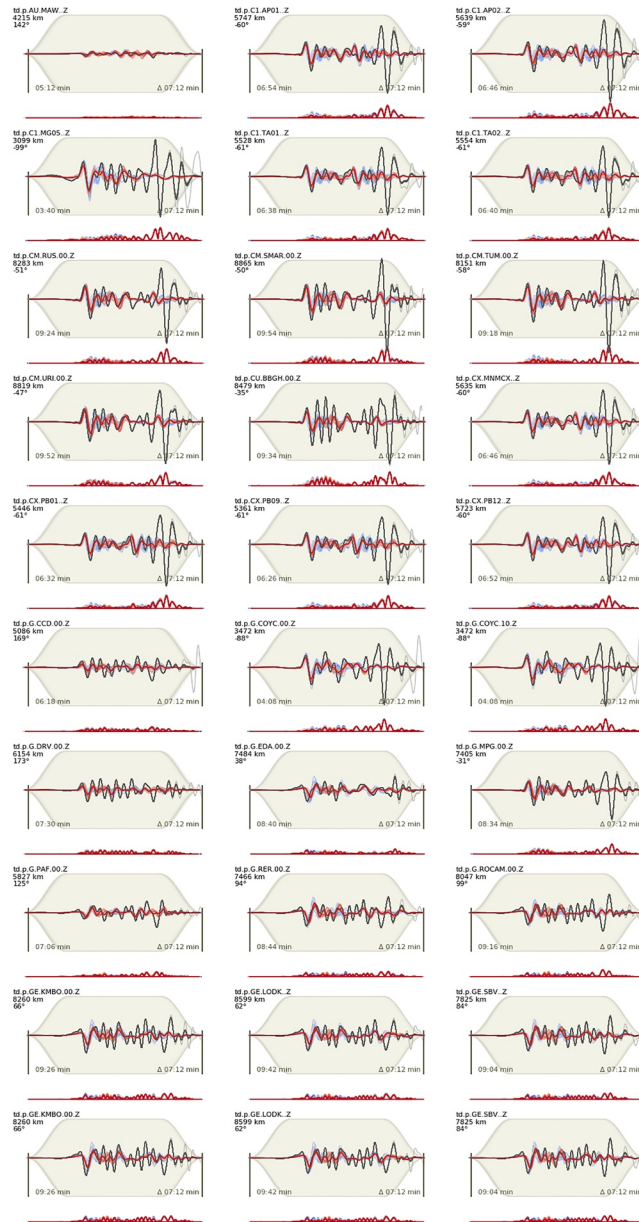 td.p.AU.MAW..Z
4215 km
142°
05:12 min
Δ 07:12 min
td.p.C1.AP01..Z
5747 km
-60°
06:54 min
Δ 07:12 min
td.p.C1.AP02..Z
5639 km
-59°
06:46 min
Δ 07:12 min
td.p.C1.MG05..Z
3099 km
-99°
03:40 min
Δ 07:12 min
td.p.C1.TA01..Z
5528 km
-61°
06:38 min
Δ 07:12 min
td.p.C1.TA02..Z
5554 km
-61°
06:40 min
Δ 07:12 min
td.p.CM.RUS.00.Z
8283 km
-51°
09:24 min
Δ 07:12 min
td.p.CM.SMAR.00.Z
8865 km
-50°
09:54 min
Δ 07:12 min
td.p.CM.TUM.00.Z
8151 km
-58°
09:18 min
Δ 07:12 min
td.p.CM.URI.00.Z
8819 km
-47°
09:52 min
Δ 07:12 min
td.p.CU.BBGH.00.Z
8479 km
-35°
09:34 min
Δ 07:12 min
td.p.CX.MNMCX..Z
5635 km
-60°
06:46 min
Δ 07:12 min
td.p.CX.PB01..Z
5446 km
-61°
06:32 min
Δ 07:12 min
td.p.CX.PB09..Z
5361 km
-61°
06:26 min
Δ 07:12 min
td.p.CX.PB12..Z
5723 km
-60°
06:52 min
Δ 07:12 min
td.p.G.CCD.00.Z
5086 km
169°
06:18 min
Δ 07:12 min
td.p.G.COYC.00.Z
3472 km
-88°
04:08 min
Δ 07:12 min
td.p.G.COYC.10.Z
3472 km
-88°
04:08 min
Δ 07:12 min
td.p.G.DRV.00.Z
6154 km
173°
07:30 min
Δ 07:12 min
td.p.G.EDA.00.Z
7484 km
38°
08:40 min
Δ 07:12 min
td.p.G.MPG.00.Z
7405 km
-31°
08:34 min
Δ 07:12 min
td.p.G.PAF.00.Z
5827 km
125°
07:06 min
Δ 07:12 min
td.p.G.RER.00.Z
7466 km
94°
08:44 min
Δ 07:12 min
td.p.G.ROCAM.00.Z
8047 km
99°
09:16 min
Δ 07:12 min
td.p.GE.KMBO.00.Z
8260 km
66°
09:26 min
Δ 07:12 min
td.p.GE.LODK..Z
8599 km
62°
09:42 min
Δ 07:12 min
td.p.GE.SBV..Z
7825 km
84°
09:04 min
Δ 07:12 min
td.p.GE.KMBO.00.Z
8260 km
66°
09:26 min
Δ 07:12 min
td.p.GE.LODK..Z
8599 km
62°
09:42 min
Δ 07:12 min
td.p.GE.SBV..Z
7825 km
84°
09:04 min
Δ 07:12 min